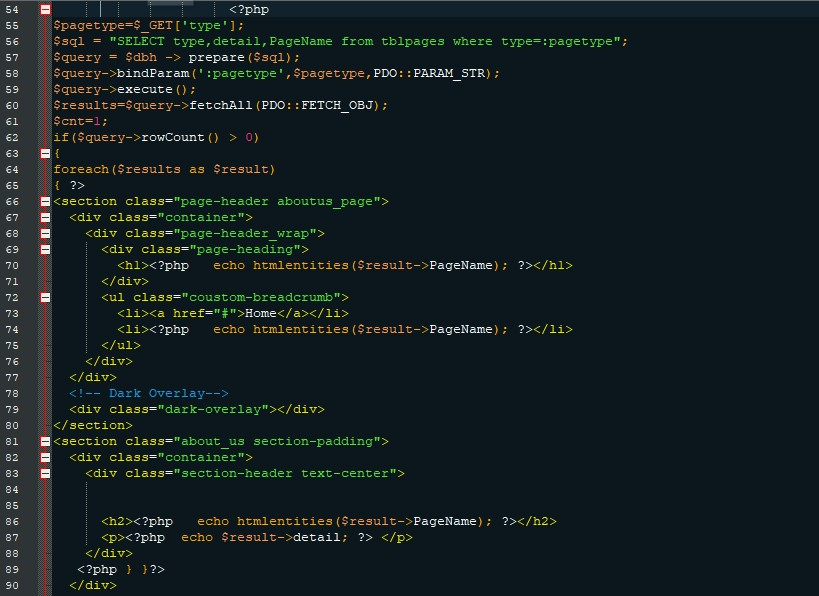 54 <?php
55 $pagetype=$_GET['type'];
56 $sql = "SELECT type,detail,PageName from tblpages where type=:pagetype";
57 $query = $dbh -> prepare($sql);
58 $query->bindParam(':pagetype',$pagetype,PDO::PARAM_STR);
59 $query->execute();
60 $results=$query->fetchAll(PDO::FETCH_OBJ);
61 $cnt=1;
62 if($query->rowCount() > 0)
63 {
64 foreach($results as $result)
65 { ?>
66 <section class="page-header aboutus_page">
67 <div class="container">
68 <div class="page-header_wrap">
69 <div class="page-heading">
70 <h1><?php   echo htmlentities($result->PageName); ?></h1>
71 </div>
72 <ul class="coustom-breadcrumb">
73 <li><a href="#">Home</a></li>
74 <li><?php   echo htmlentities($result->PageName); ?></li>
75 </ul>
76 </div>
77 </div>
78 <!-- Dark Overlay-->
79 <div class="dark-overlay"></div>
80 </section>
81 <section class="about_us section-padding">
82 <div class="container">
83 <div class="section-header text-center">
84
85
86 <h2><?php   echo htmlentities($result->PageName); ?></h2>
87 <p><?php  echo $result->detail; ?> </p>
88 </div>
89 <?php } }?>
90 </div>